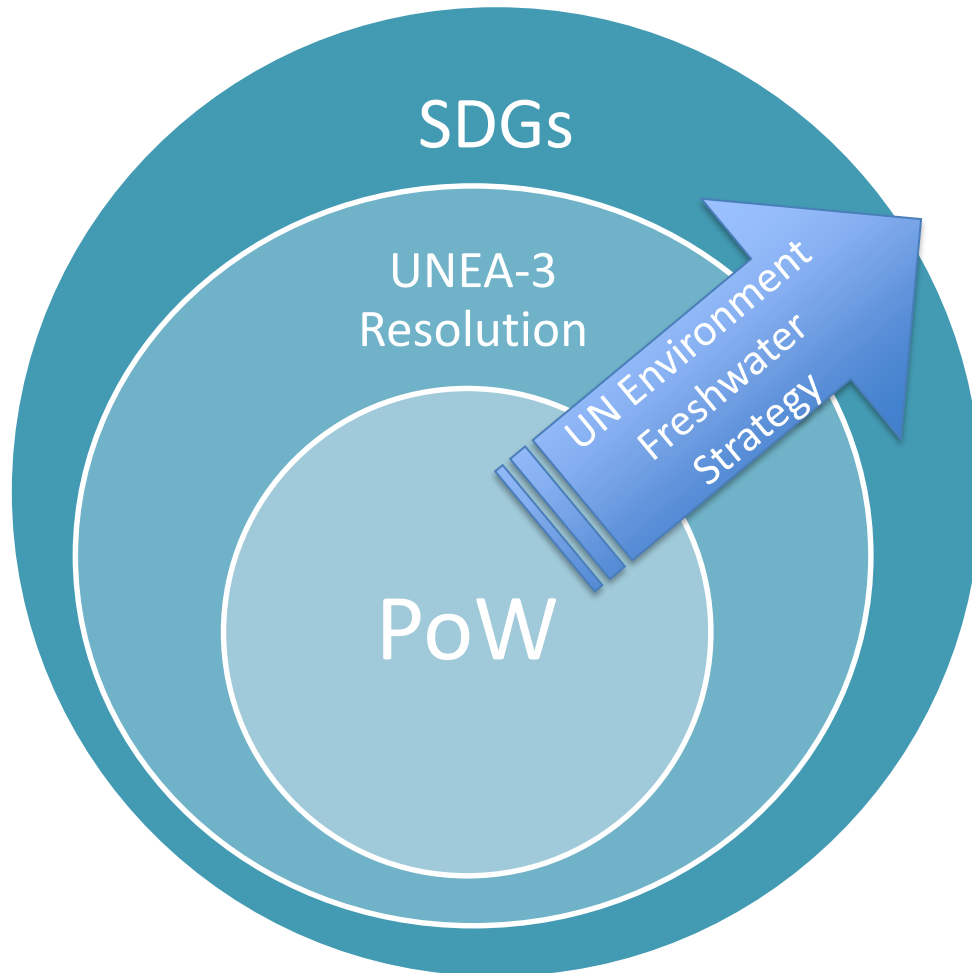 SDGs
UNEA-3
Resolution
UN Environment
Freshwater
Strategy
PoW